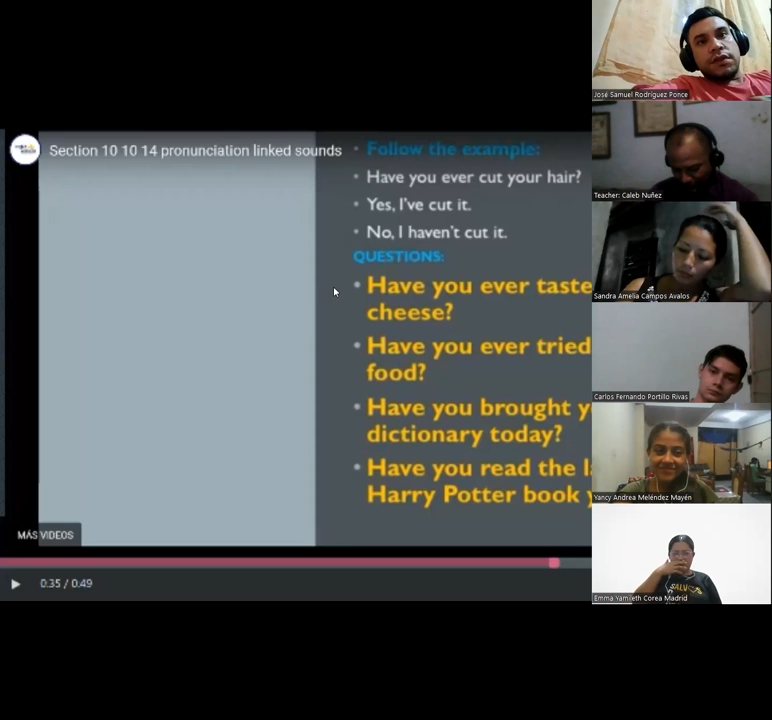 Section 10 10 14 pronunciation linked sounds
Follow the example:
Have you ever cut your hair?
Yes, I've cut it.
No, I haven't cut it.
QUESTIONS:
Have you ever taste
cheese?
Have you ever tried
food?
Have you brought y
dictionary today?
Have you read the l
Harry Potter book y
MÁS VIDEOS
0:35 / 0:49
José Samuel Rodriguez Ponce
Teacher: Caleb Nuñez
Sandra Amelia Campos Avalos
Carlos Fernando Portillo Rivas
Yancy Andrea Meléndez Mayén
Emma Yamileth Corea Madrid